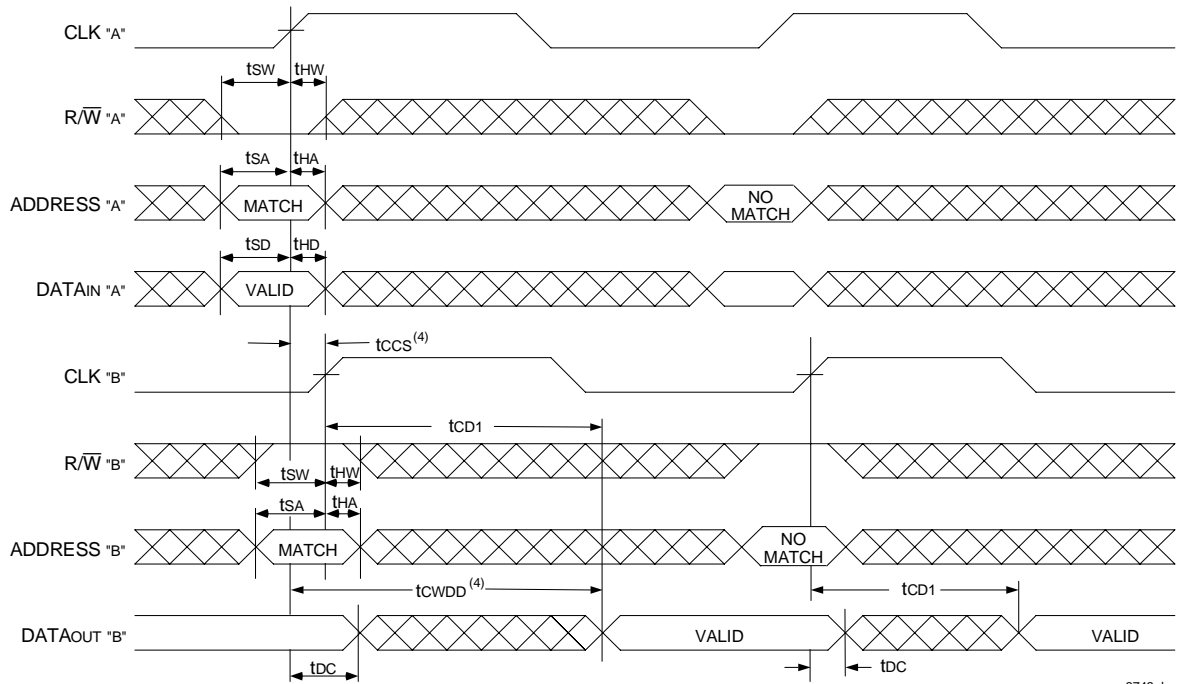 CLK "A"
tSW tHW
R/W "A"
tSA tHA
ADDRESS "A" MATCH NO MATCH
tSD tHD
DATAIN "A" VALID
tCCS(4)
CLK "B"
tCD1
R/W "B"
tSW tHW
tSA tHA
ADDRESS "B" MATCH NO MATCH
tCWDD(4) tCD1
DATAOUT "B" VALID VALID
tDC tDC